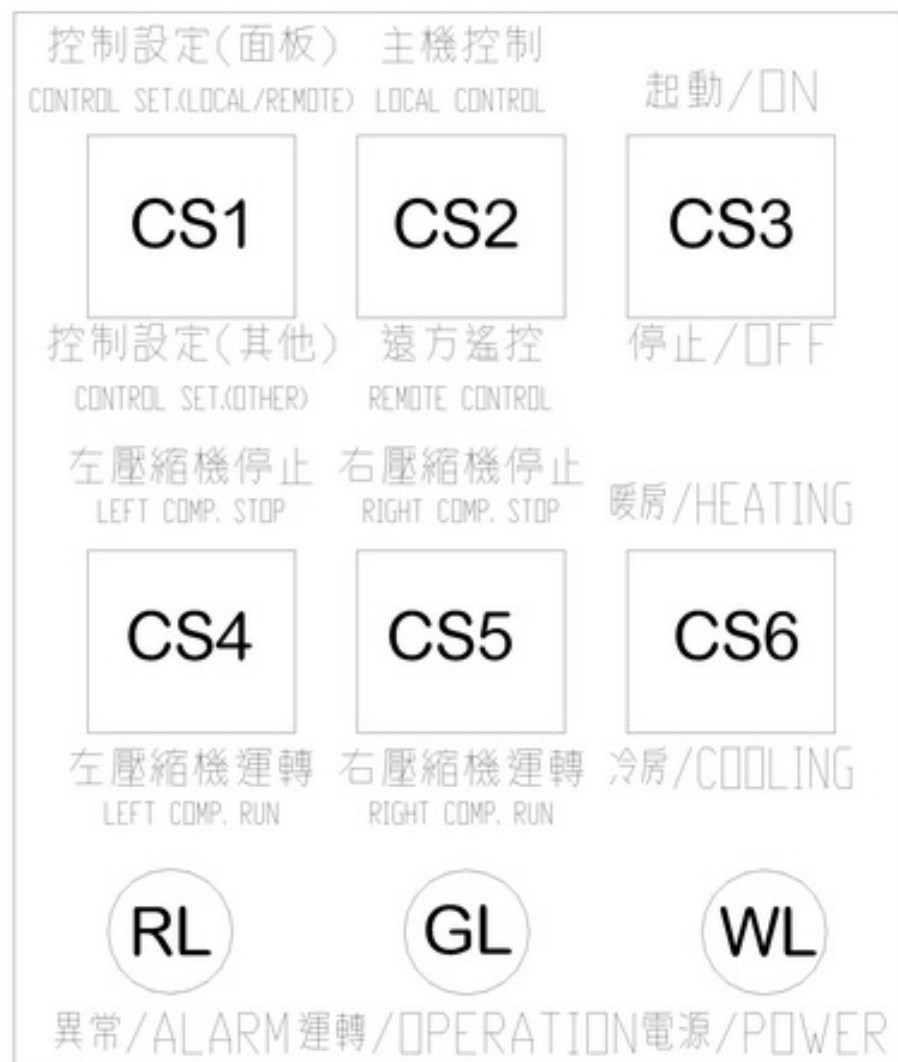 控制設定(面板) 主機控制
CONTROL SET.(LOCAL/REMOTE) LOCAL CONTROL 起動/ON
CS1 CS2 CS3
控制設定(其他) 遠方遙控 停止/OFF
CONTROL SET.(OTHER) REMOTE CONTROL
左壓縮機停止 右壓縮機停止
LEFT COMP. STOP RIGHT COMP. STOP 暖房/HEATING
CS4 CS5 CS6
左壓縮機運轉 右壓縮機運轉 冷房/COOLING
LEFT COMP. RUN RIGHT COMP. RUN
RL GL WL
異常/ALARM 運轉/OPERATION 電源/POWER